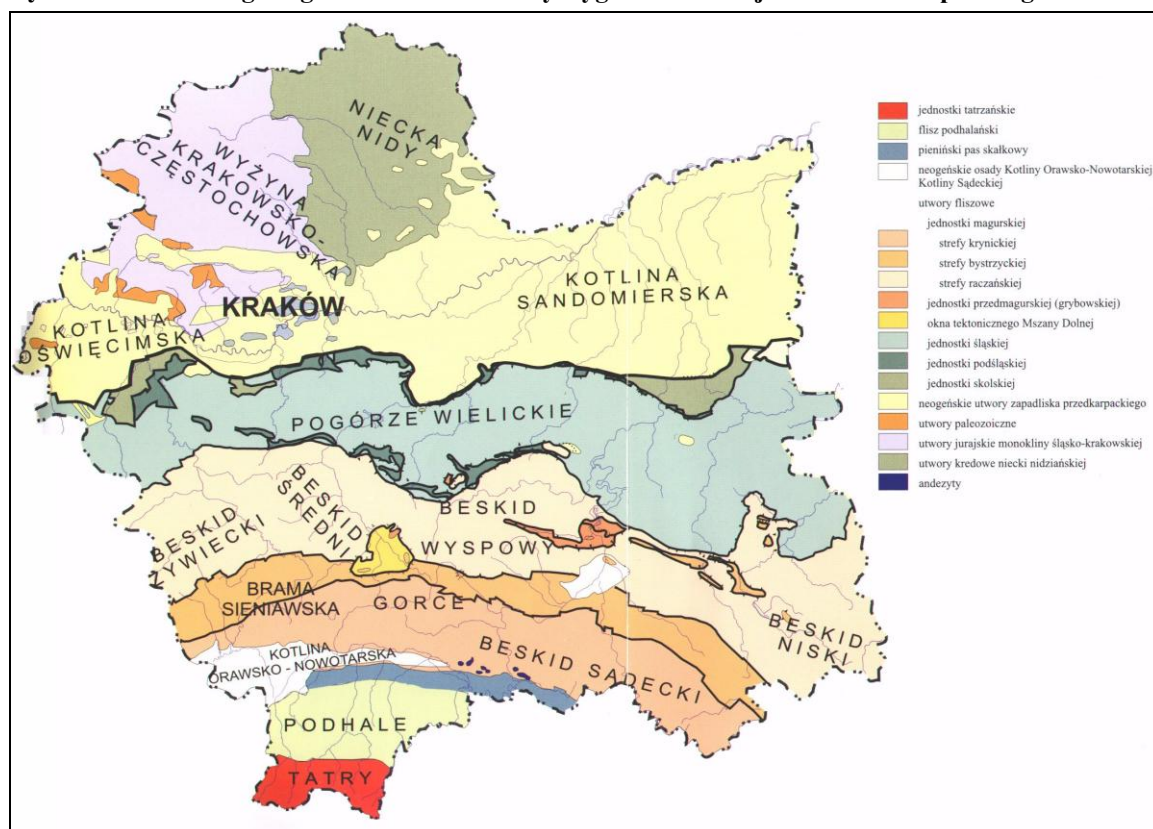 NIECKA
NIDY
WYŻYNA
KRAKOWSKO-
CZĘSTOCHOWSKA
KRAKÓW
KOTLINA
SANDOMIERSKA
KOTLINA
OŚWIĘCIMSKA
POGÓRZE WIELICKIE
BESKID
ŻYWIECKI
BESKID
ŚREDNI
BESKID
WYSPOWY
BRAMA
SIENIAWSKA
GORCE
BESKID
NISKI
KOTLINA
ORAWSKO - NOWOTARSKA
BESKID SĄDECKI
PODHALE
TATRY
jednostki tatrzańskie
flisz podhalański
pieniński pas skałkowy
neogeńskie osady Kotliny Orawsko-Nowotarskiej
Kotliny Sądeckiej
utwory fliszowe
jednostki magurskiej
strefy krynickiej
strefy bystrzyckiej
strefy raczańskiej
jednostki przedmagurskiej (grybowskiej)
okna tektonicznego Mszany Dolnej
jednostki śląskiej
jednostki podśląskiej
jednostki skolskiej
neogeńskie utwory zapadliska przedkarpackiego
utwory paleozoiczne
utwory jurajskie monokliny śląsko-krakowskiej
utwory kredowe niecki nidziańskiej
andezyty